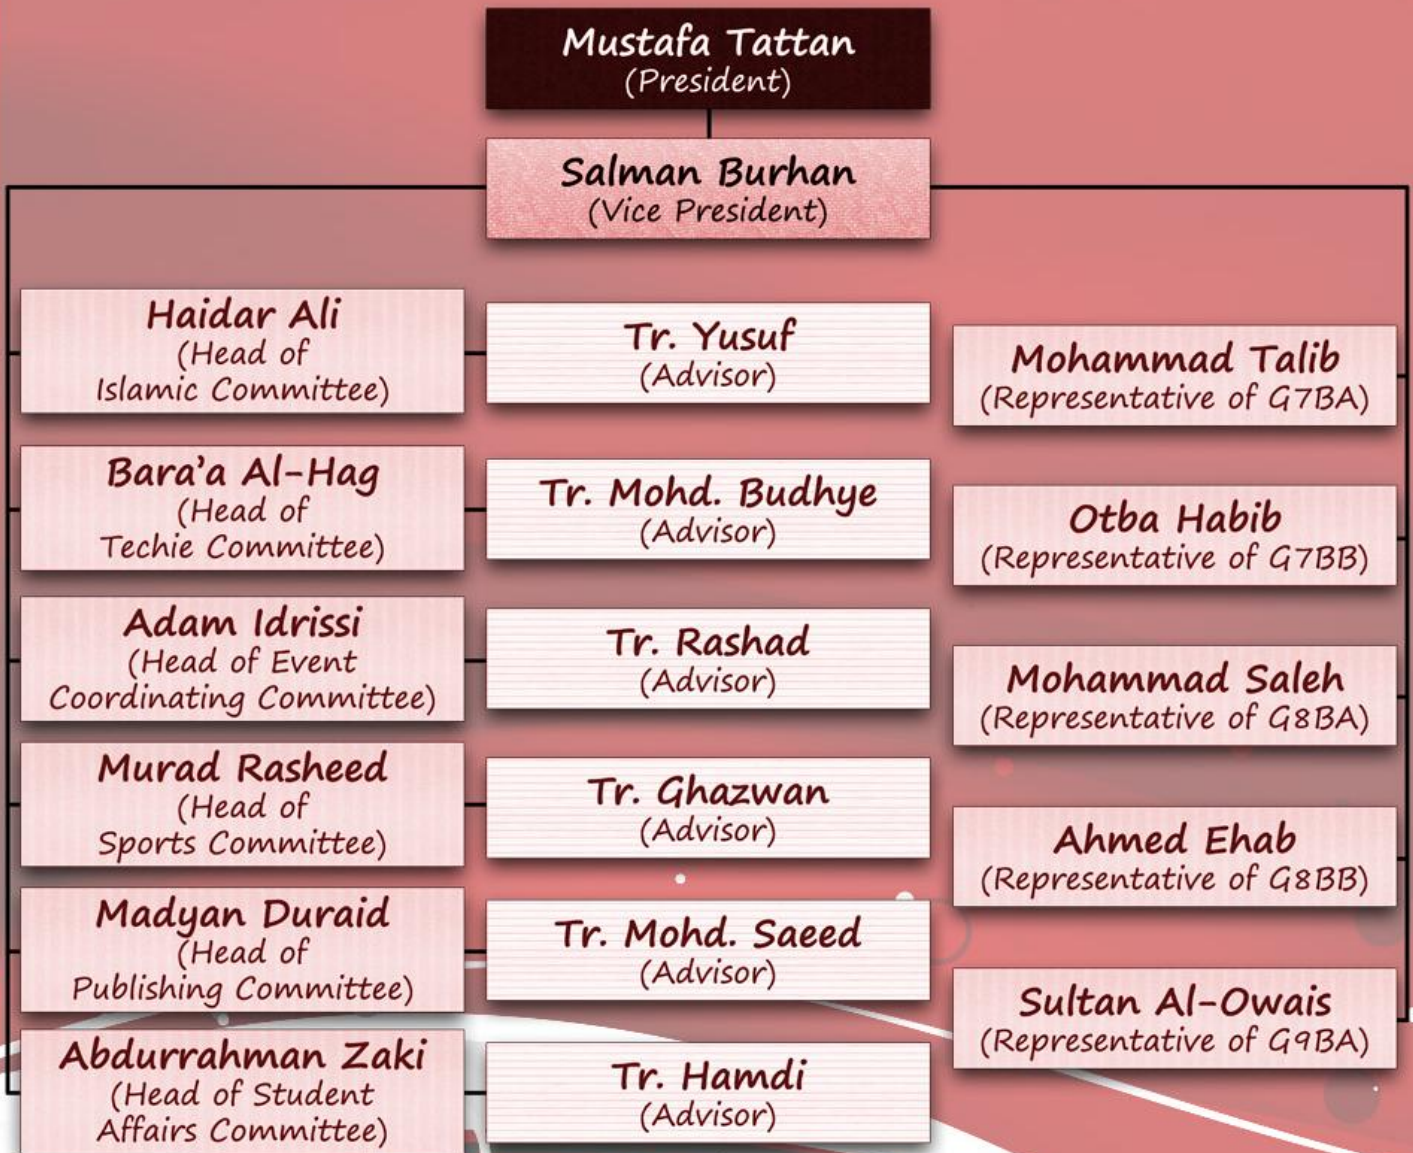 Mustafa Tattan
(President)
Salman Burhan
(Vice President)
Haidar Ali
(Head of
Islamic Committee)
Tr. Yusuf
(Advisor)
Mohammad Talib
(Representative of G7BA)
Bara’a Al-Hag
(Head of
Techie Committee)
Tr. Mohd. Budhye
(Advisor)
Otba Habib
(Representative of G7BB)
Adam Idrissi
(Head of Event
Coordinating Committee)
Tr. Rashad
(Advisor)
Mohammad Saleh
(Representative of G8BA)
Murad Rasheed
(Head of
Sports Committee)
Tr. Ghazwan
(Advisor)
Ahmed Ehab
(Representative of G8BB)
Madyan Duraid
(Head of
Publishing Committee)
Tr. Mohd. Saeed
(Advisor)
Sultan Al-Owais
(Representative of G9BA)
Abdurrahman Zaki
(Head of Student
Affairs Committee)
Tr. Hamdi
(Advisor)